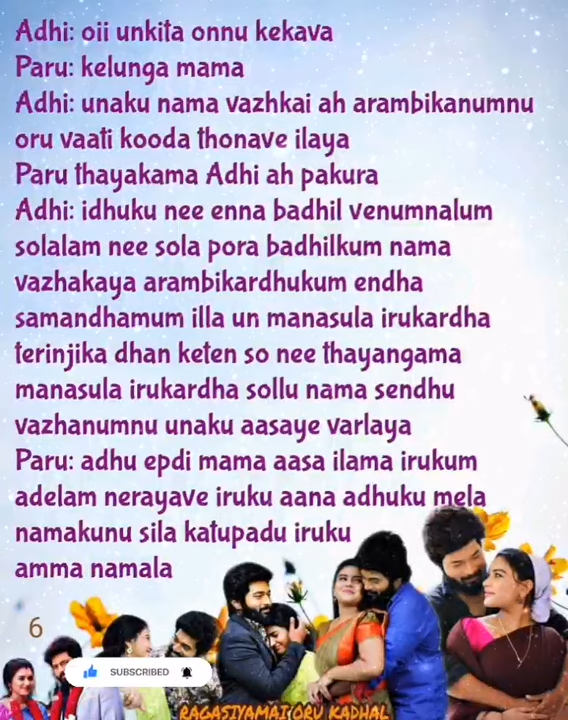 Adhi: oii unkita onnu kekava
Paru: kelunga mama
Adhi: unaku nama vazhkai ah arambikanumnu
oru vaati kooda thonave ilaya
Paru thayakama Adhi ah pakura
Adhi: idhuku nee enna badhil venumnalum
solalam nee sola pora badhilkum nama
vazhakaya arambikardhukum endha
samandhamum illa un manasula irukardha
terinjika dhan keten so nee thayangama
manasula irukardha sollu nama sendhu
vazhanumnu unaku aasaye varlaya
Paru: adhu epdi mama aasa ilama irukum
adelam nerayave iruku aana adhuku mela
namakunu sila katupadu iruku
amma namala
6
SUBSCRIBED
RAGASIYAMAI ORU KADHAL